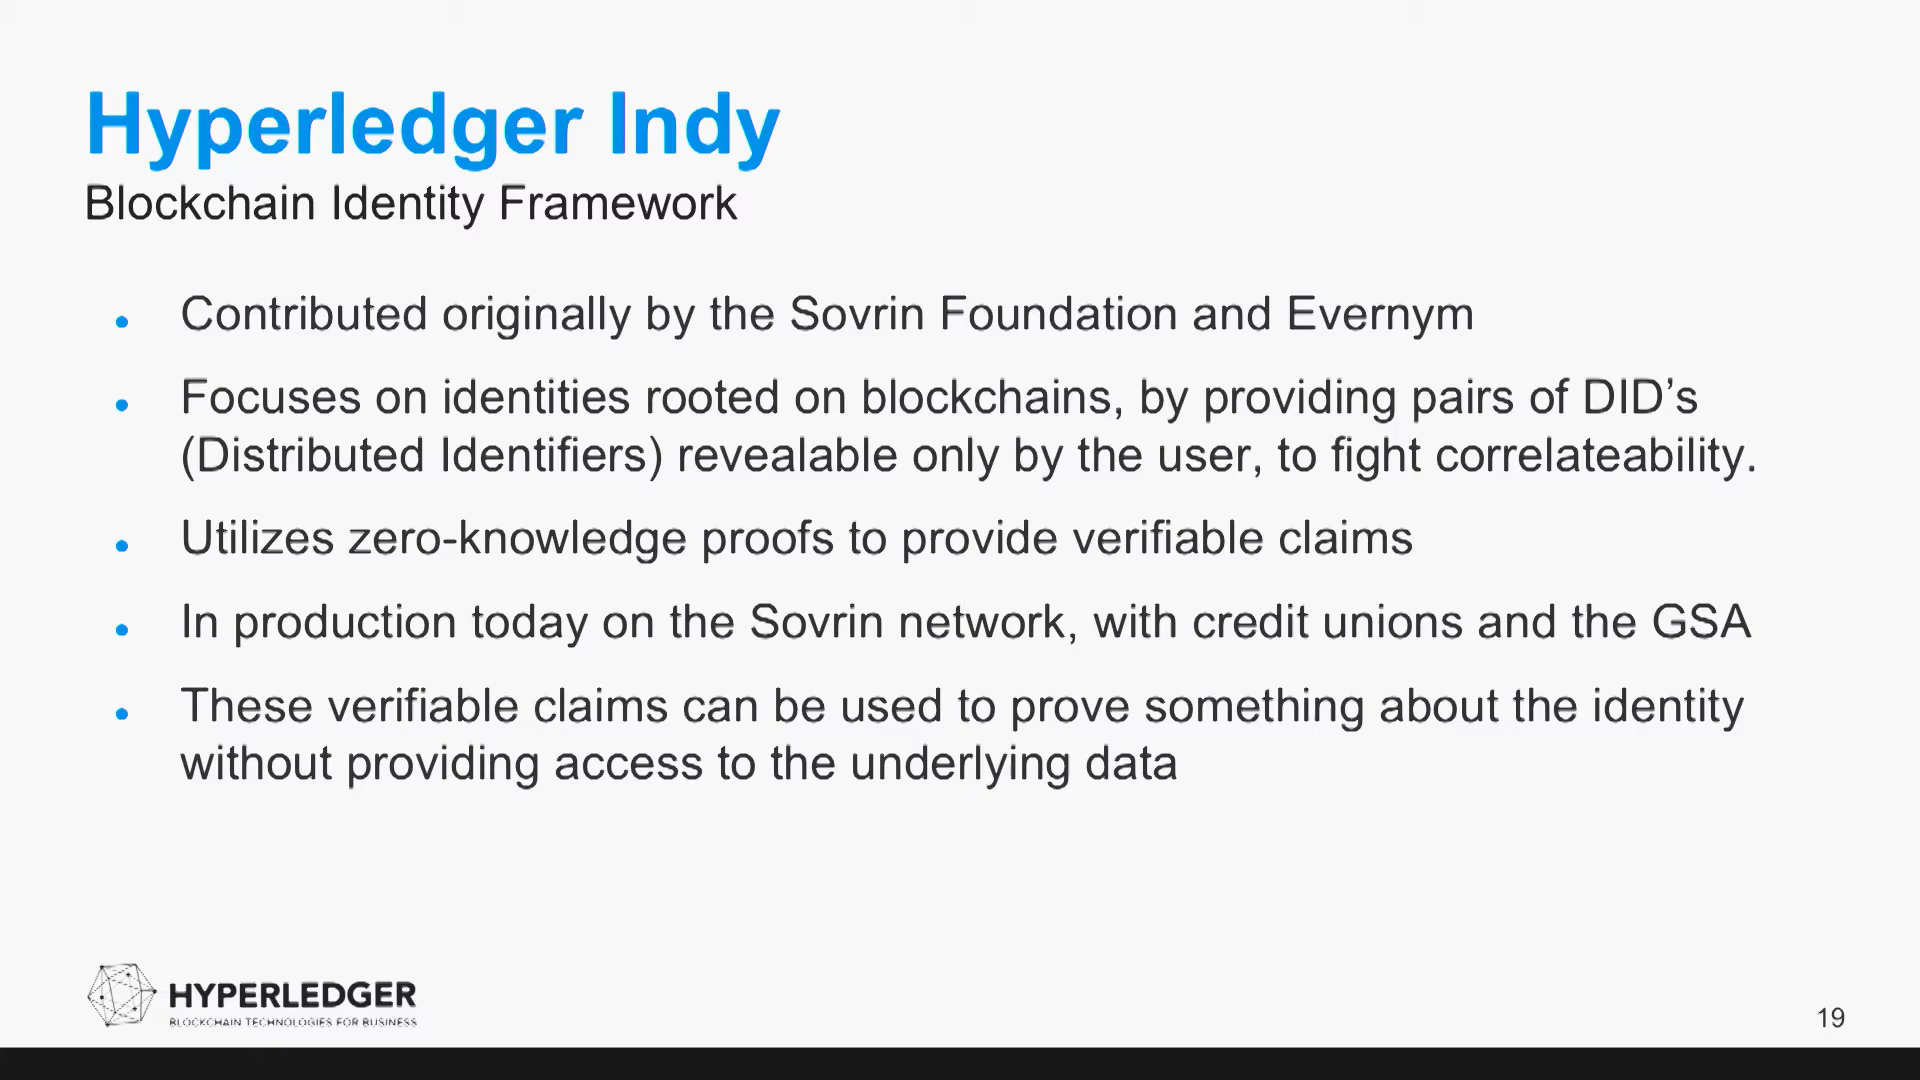 Hyperledger Indy
Blockchain Identity Framework
Contributed originally by the Sovrin Foundation and Evernym
Focuses on identities rooted on blockchains, by providing pairs of DID’s
(Distributed Identifiers) revealable only by the user, to fight correlateability.
Utilizes zero-knowledge proofs to provide verifiable claims
In production today on the Sovrin network, with credit unions and the GSA
These verifiable claims can be used to prove something about the identity
without providing access to the underlying data
HYPERLEDGER
BLOCKCHAIN TECHNOLOGIES FOR BUSINESS
19